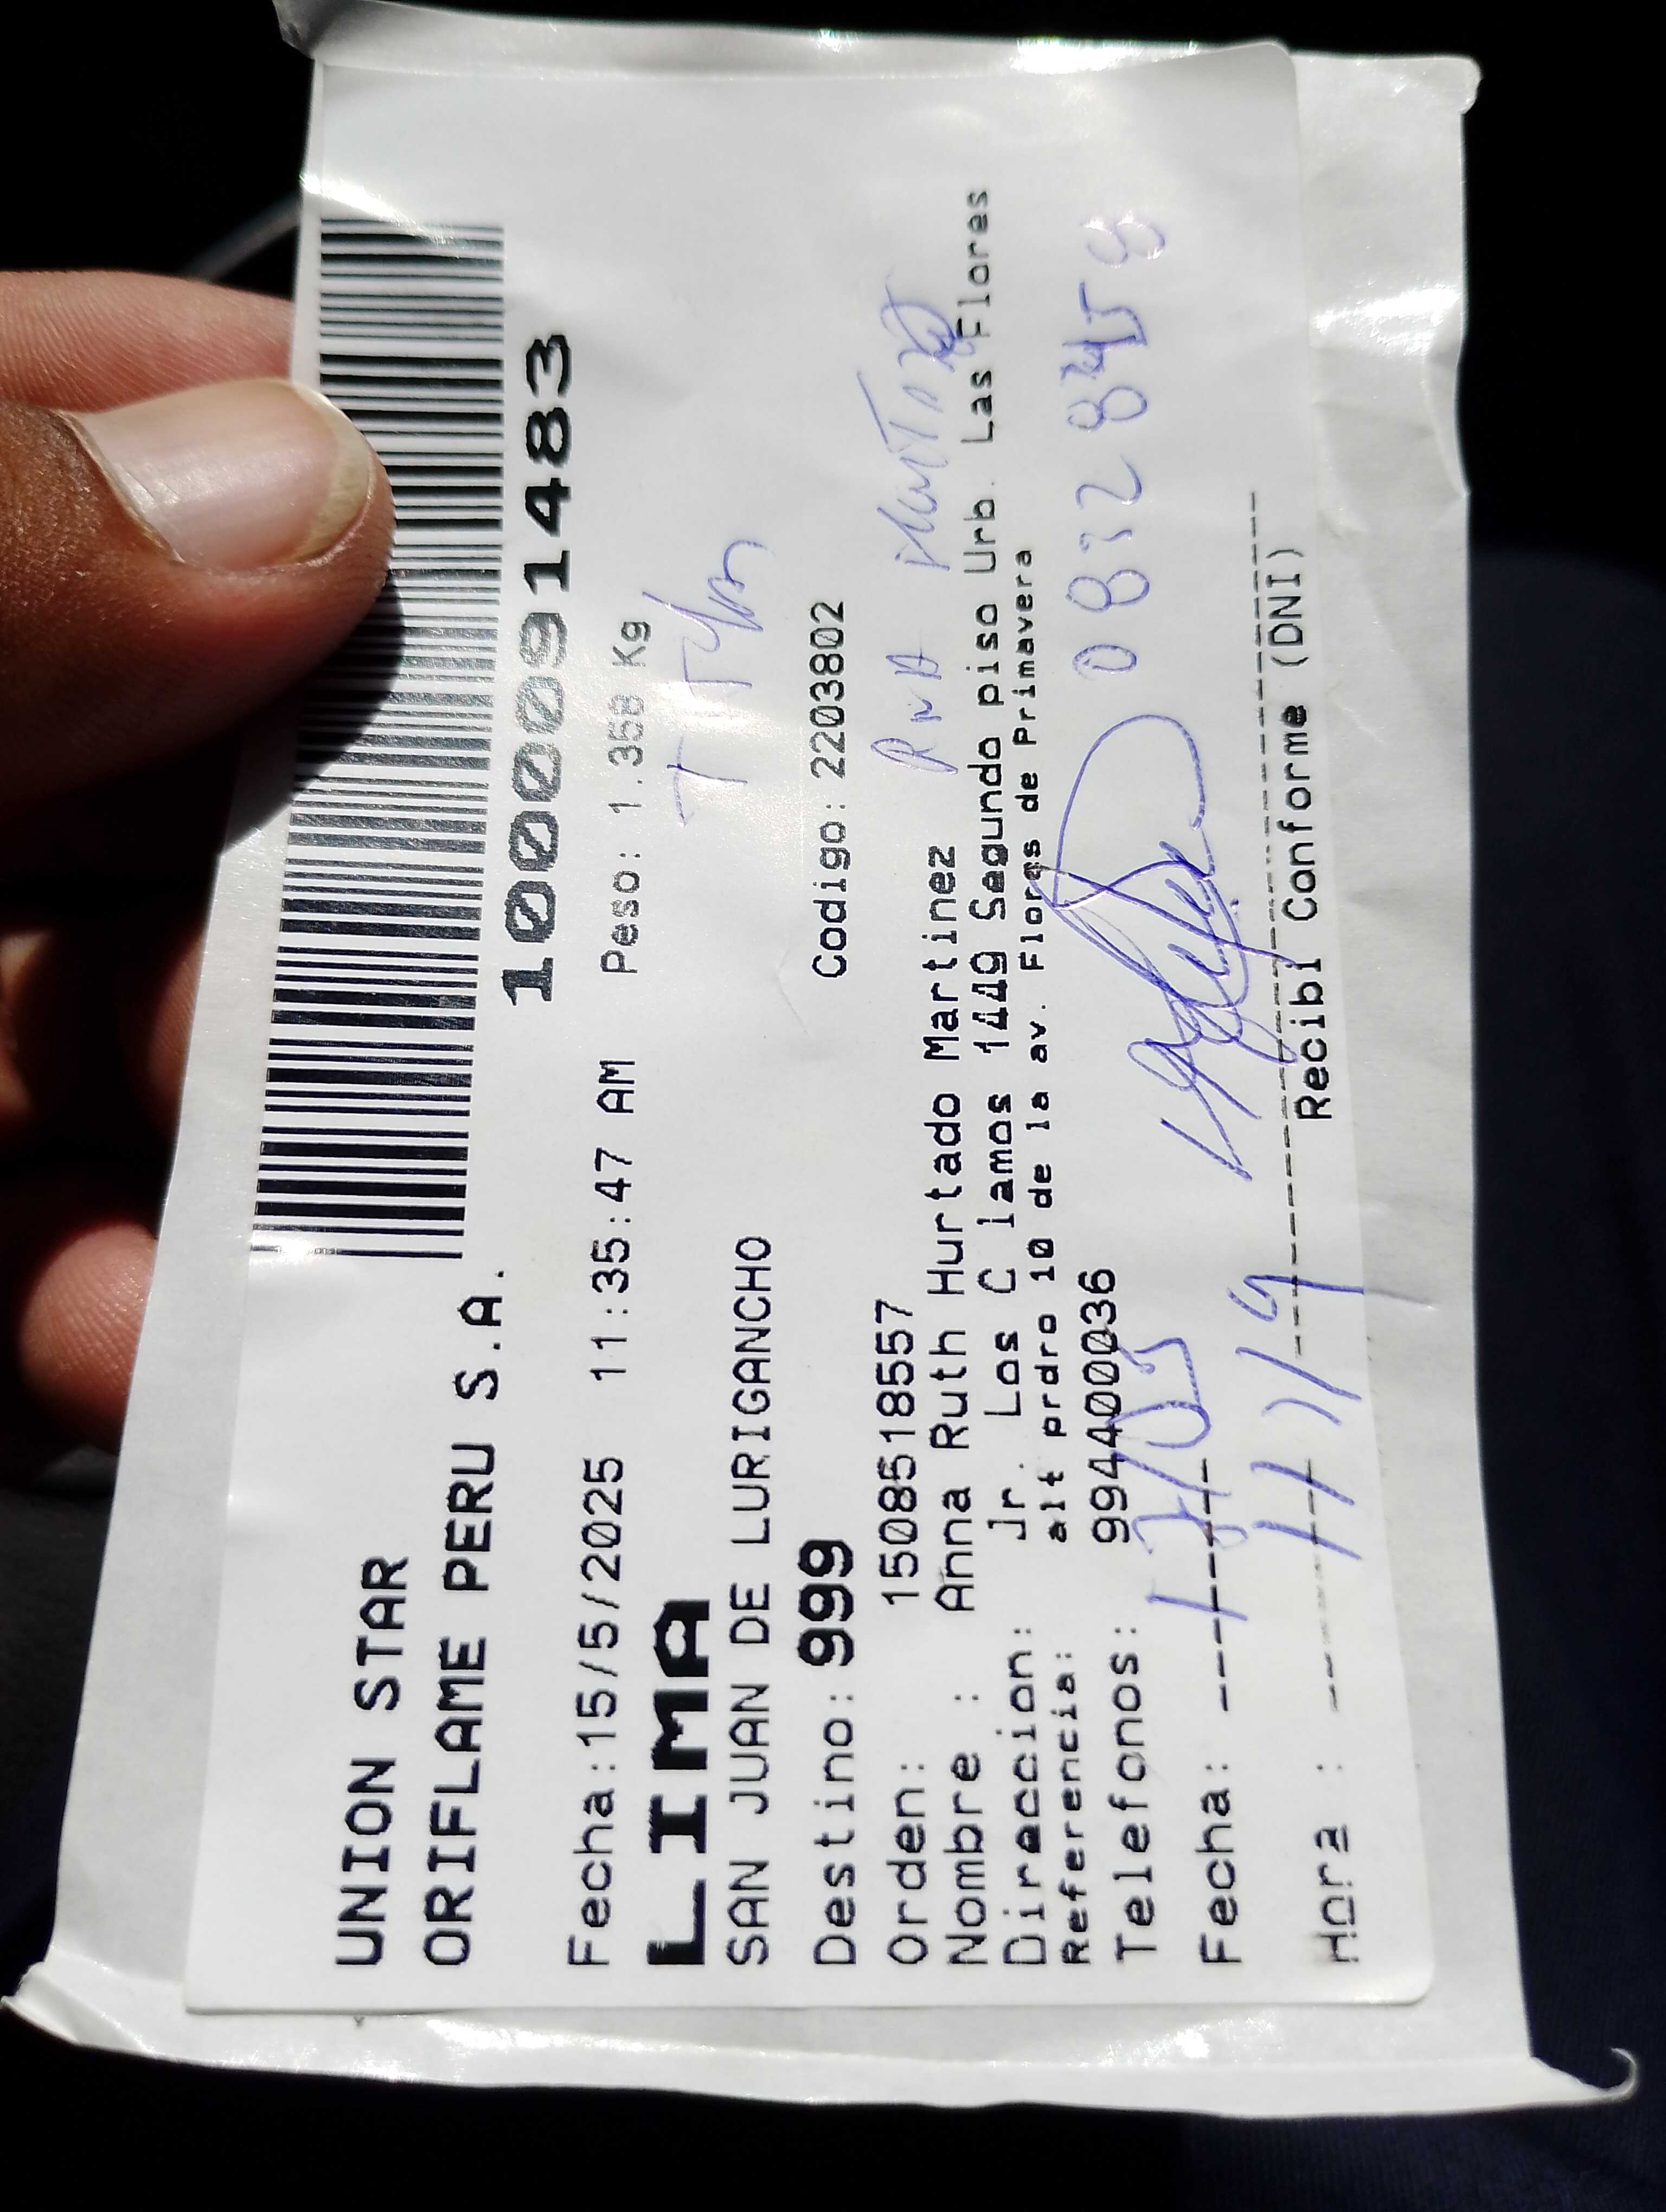 UNION STAR
ORIFLAME PERU S.A.
1000091483
Fecha:15/5/2025 11:35:47 AM Peso: 1.358 Kg
LIMA
SAN JUAN DE LURIGANCHO
Destino: 999 Codigo: 2203802
Orden: 1508518557
Nombre : Anna Ruth Hurtado Martinez
Direccion: Jr. Los C lamos 1449 Segundo piso Urb. Las Flores
Referencia: alt prdro 10 de la av. Flores de Primavera
Telefonos: 994400036
Fecha: 17/05
Hora :
Recibi Conforme (DNI)